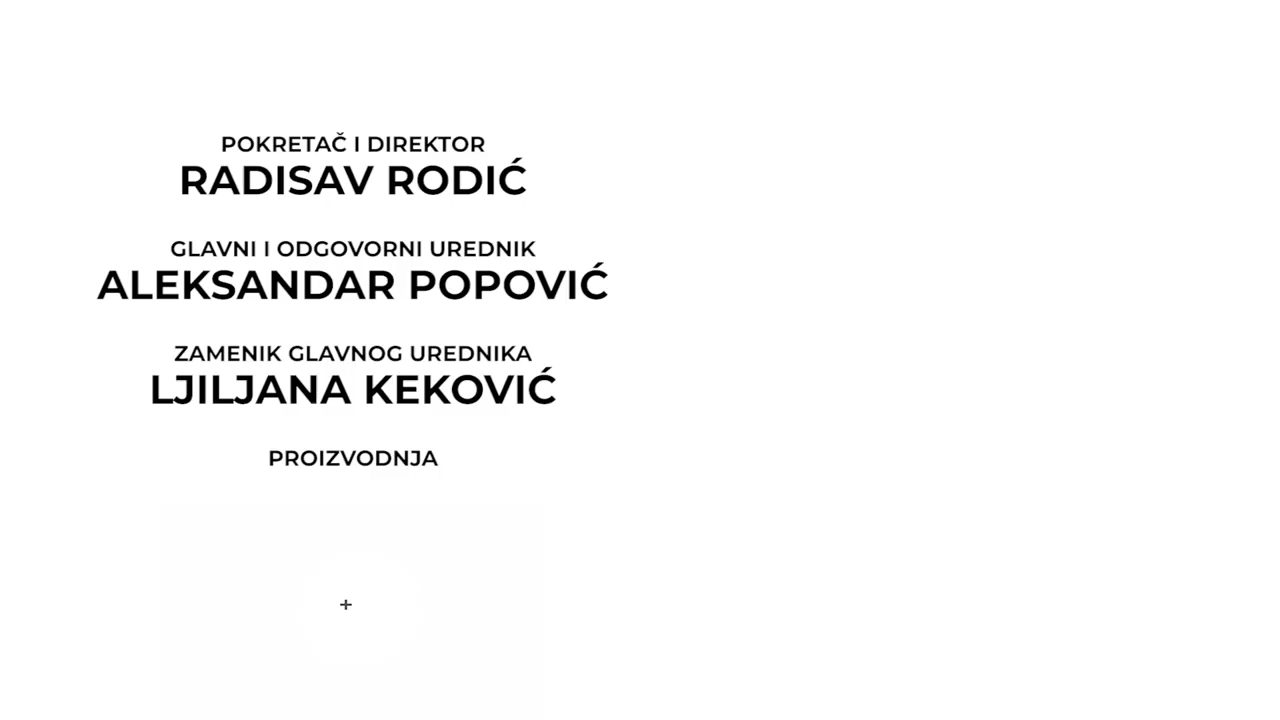 POKRETAČ I DIREKTOR
RADISAV RODIĆ
GLAVNI I ODGOVORNI UREDNIK
ALEKSANDAR POPOVIĆ
ZAMENIK GLAVNOG UREDNIKA
LJILJANA KEKOVIĆ
PROIZVODNJA